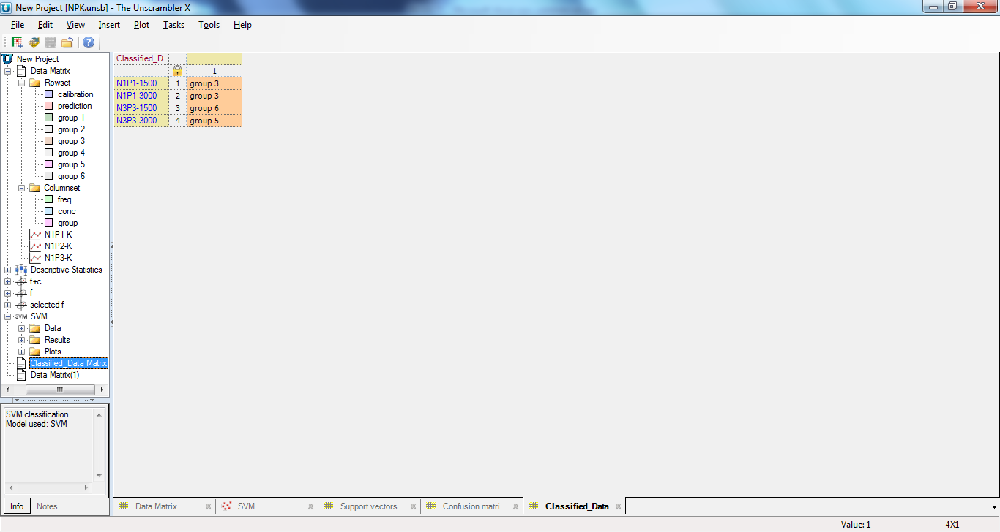 New Project [NPK.unsb] - The Unscrambler X
File Edit View Insert Plot Tasks Tools Help
New Project
Data Matrix
Rowset
calibration
prediction
group 1
group 2
group 3
group 4
group 5
group 6
Columnset
freq
conc
group
N1P1-K
N1P2-K
N1P3-K
Descriptive Statistics
f+c
f
selected f
SVM SVM
Data
Results
Plots
Classified_Data Matrix
Data Matrix(1)
SVM classification
Model used: SVM
Info Notes
Classified_D
1
N1P1-1500 1 group 3
N1P1-3000 2 group 3
N3P3-1500 3 group 6
N3P3-3000 4 group 5
Data Matrix SVM Support vectors Confusion matri... Classified_Data...
Value: 1 4X1